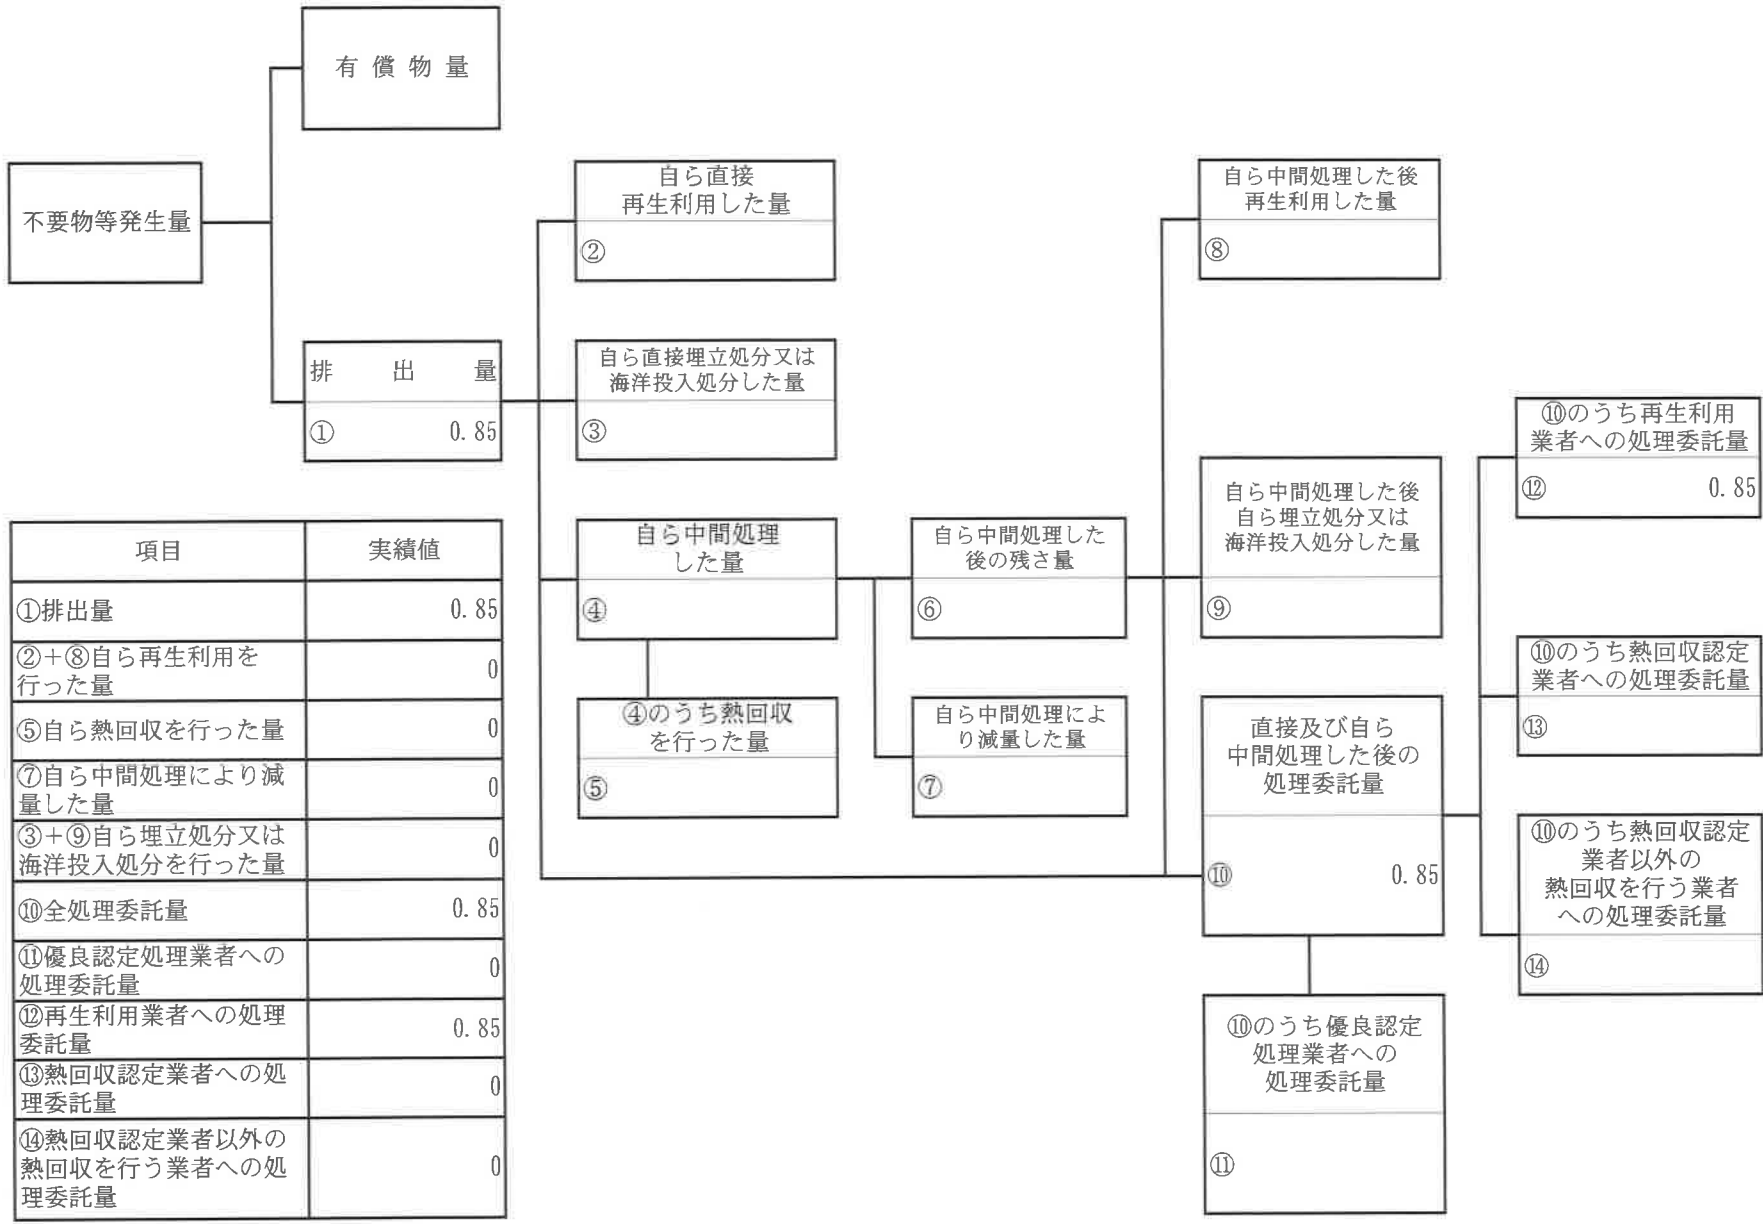 有償物量
不要物等発生量
排出量
① 0.85
自ら直接
再生利用した量
②
自ら直接埋立処分又は
海洋投入処分した量
③
自ら中間処理
した量
④
④のうち熱回収
を行った量
⑤
自ら中間処理した
後の残さ量
⑥
自ら中間処理によ
り減量した量
⑦
自ら中間処理した後
再生利用した量
⑧
自ら中間処理した後
自ら埋立処分又は
海洋投入処分した量
⑨
直接及び自ら
中間処理した後の
処理委託量
⑩ 0.85
⑩のうち優良認定
処理業者への
処理委託量
⑪
⑩のうち再生利用
業者への処理委託量
⑫ 0.85
⑩のうち熱回収認定
業者への処理委託量
⑬
⑩のうち熱回収認定
業者以外の
熱回収を行う業者
への処理委託量
⑭
項目 実績値
①排出量 0.85
②＋⑧自ら再生利用を
行った量 0
⑤自ら熱回収を行った量 0
⑦自ら中間処理により減
量した量 0
③＋⑨自ら埋立処分又は
海洋投入処分を行った量 0
⑩全処理委託量 0.85
⑪優良認定処理業者への
処理委託量 0
⑫再生利用業者への処理
委託量 0.85
⑬熱回収認定業者への処
理委託量 0
⑭熱回収認定業者以外の
熱回収を行う業者への処
理委託量 0